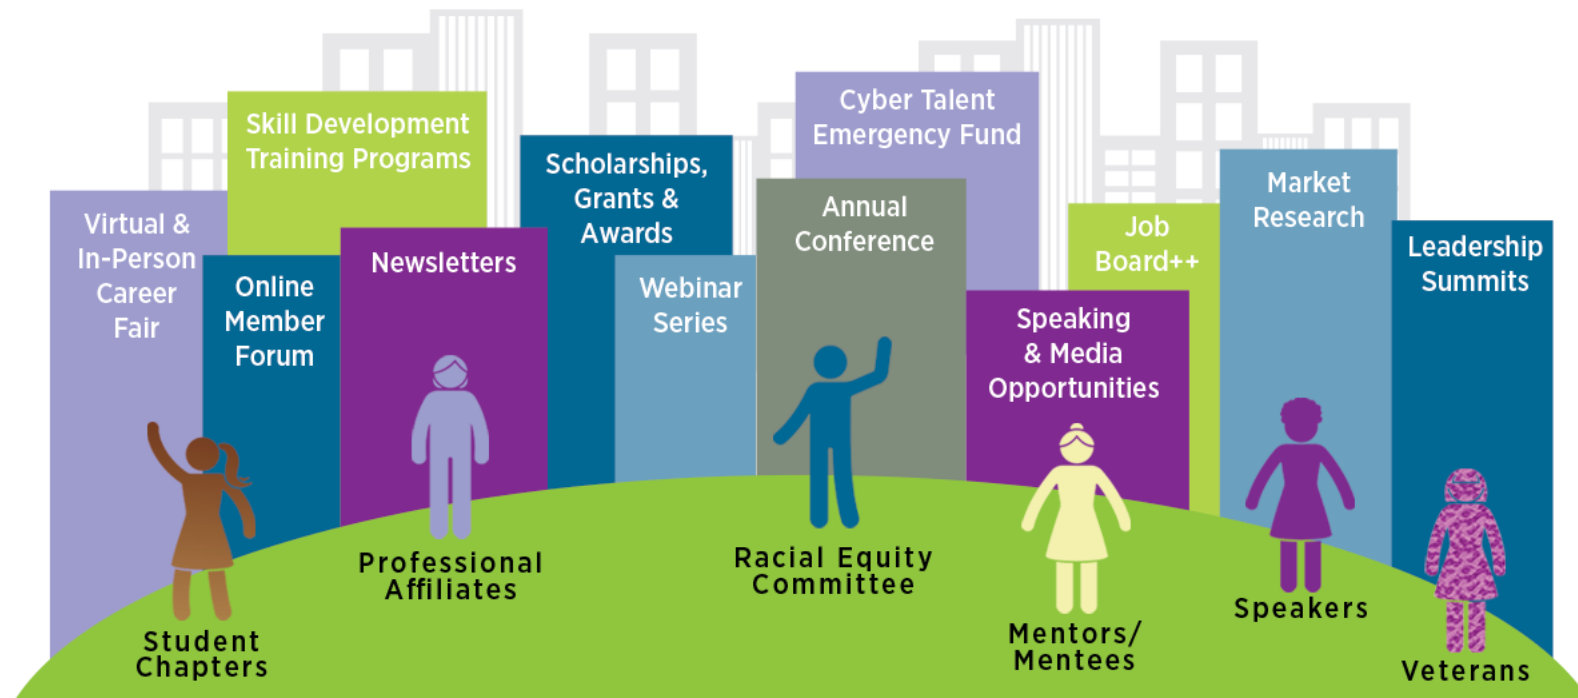 Virtual &
In-Person
Career
Fair
Skill Development
Training Programs
Online
Member
Forum
Newsletters
Scholarships,
Grants &
Awards
Webinar
Series
Cyber Talent
Emergency Fund
Annual
Conference
Speaking
& Media
Opportunities
Job
Board++
Market
Research
Leadership
Summits
Student
Chapters
Professional
Affiliates
Racial Equity
Committee
Mentors/
Mentees
Speakers
Veterans